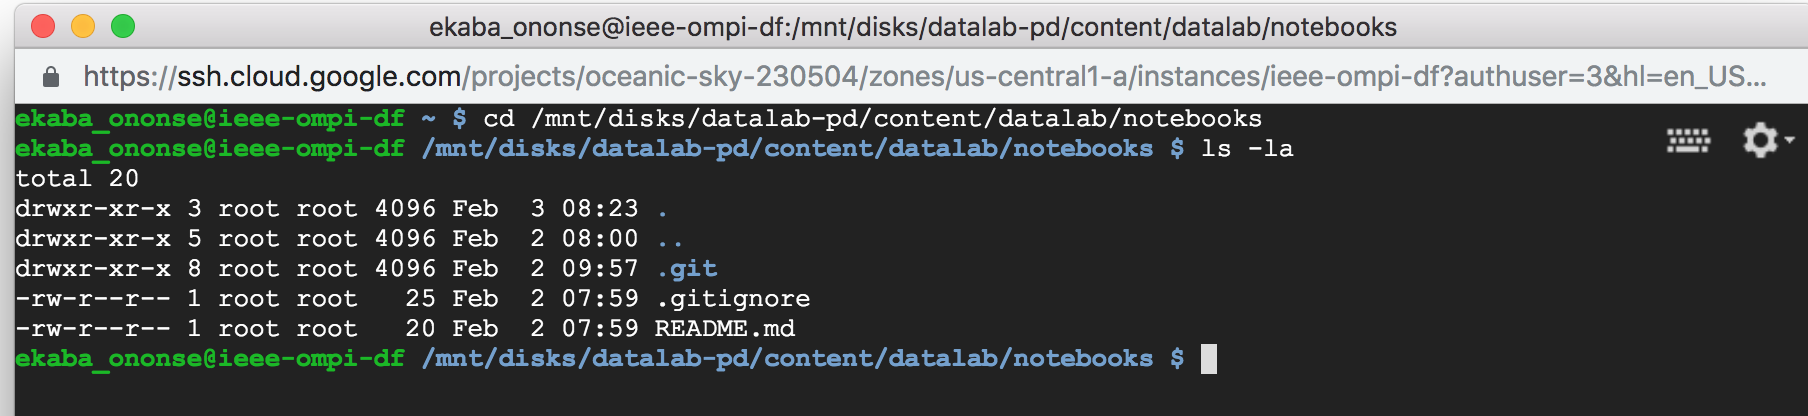 ekaba_ononse@ieee-ompi-df:/mnt/disks/datalab-pd/content/datalab/notebooks
https://ssh.cloud.google.com/projects/oceanic-sky-230504/zones/us-central1-a/instances/ieee-ompi-df?authuser=3&hl=en_US...
ekaba_ononse@ieee-ompi-df ~ $ cd /mnt/disks/datalab-pd/content/datalab/notebooks
ekaba_ononse@ieee-ompi-df /mnt/disks/datalab-pd/content/datalab/notebooks $ ls -la
total 20
drwxr-xr-x 3 root root 4096 Feb  3 08:23 .
drwxr-xr-x 5 root root 4096 Feb  2 08:00 ..
drwxr-xr-x 8 root root 4096 Feb  2 09:57 .git
-rw-r--r-- 1 root root   25 Feb  2 07:59 .gitignore
-rw-r--r-- 1 root root   20 Feb  2 07:59 README.md
ekaba_ononse@ieee-ompi-df /mnt/disks/datalab-pd/content/datalab/notebooks $